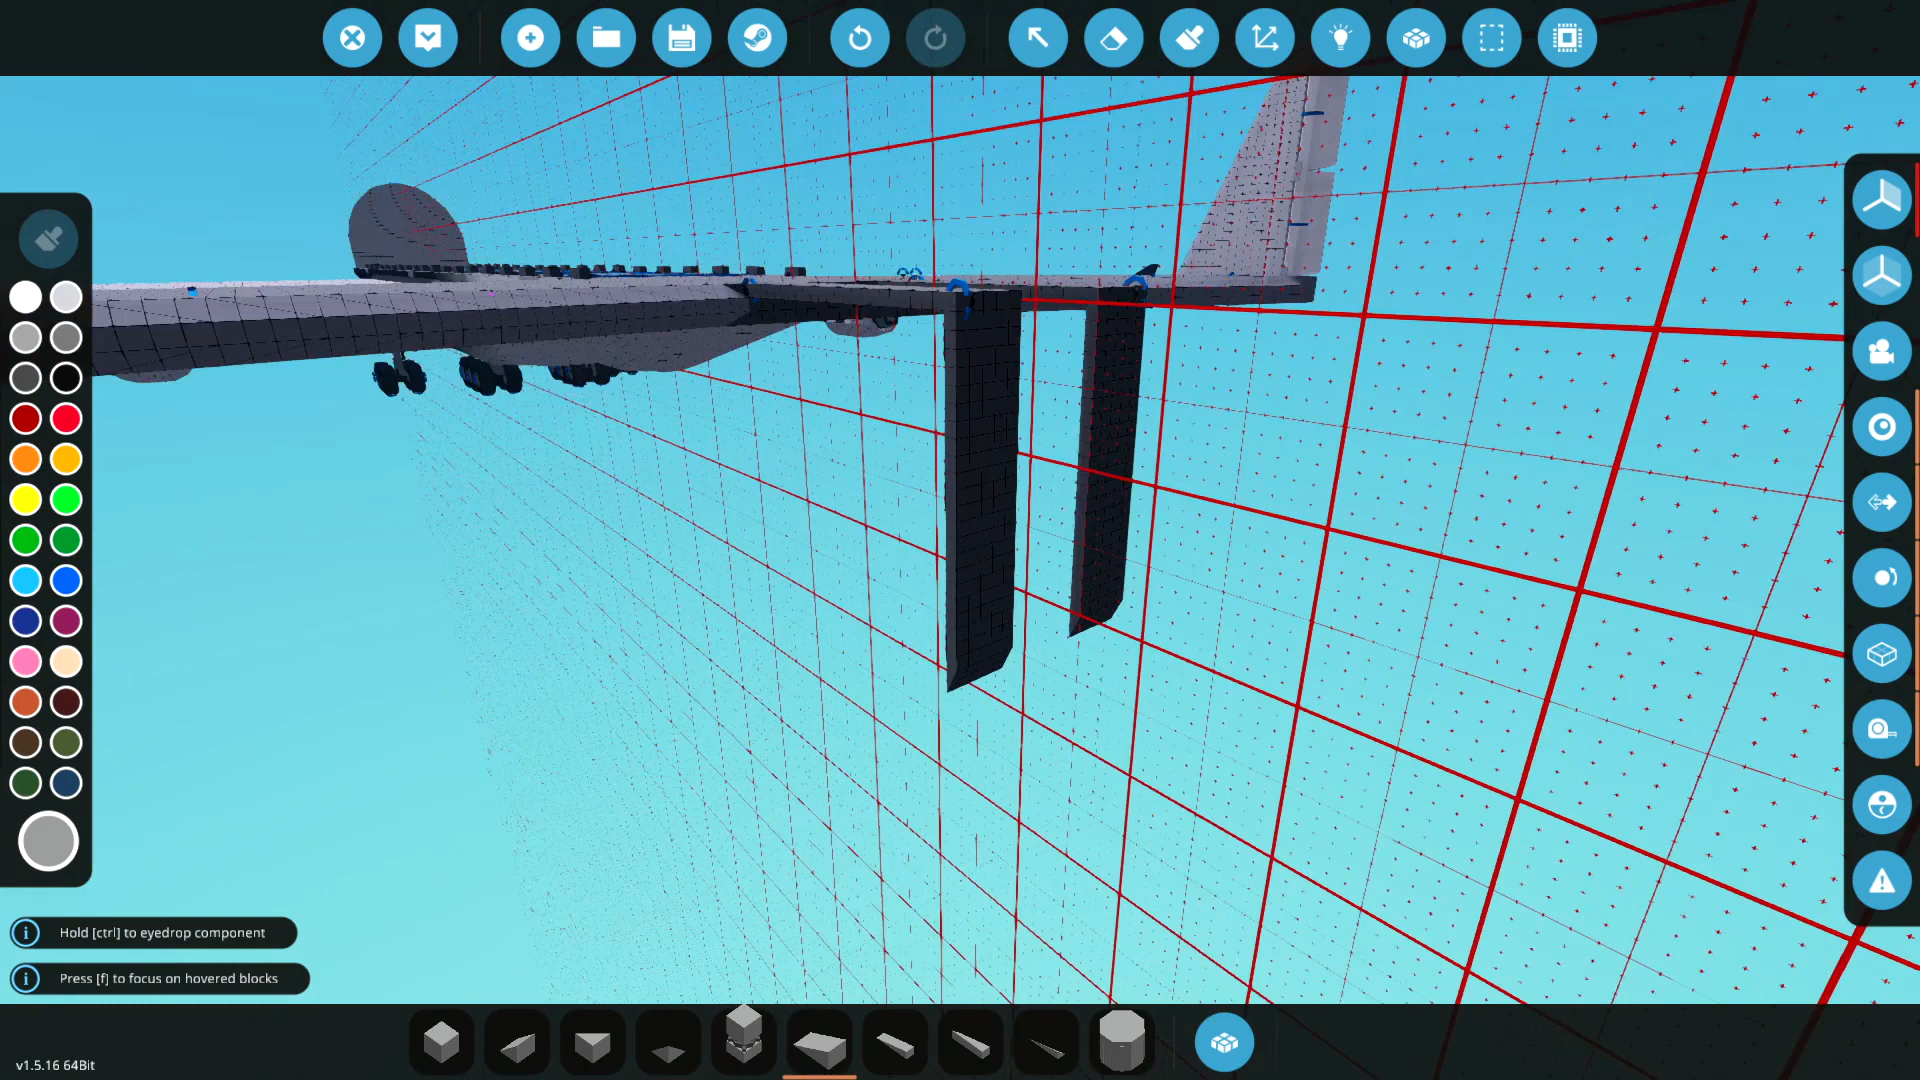 Hold [ctrl] to eyedrop component
Press [f] to focus on hovered blocks
v1.5.16 64Bit